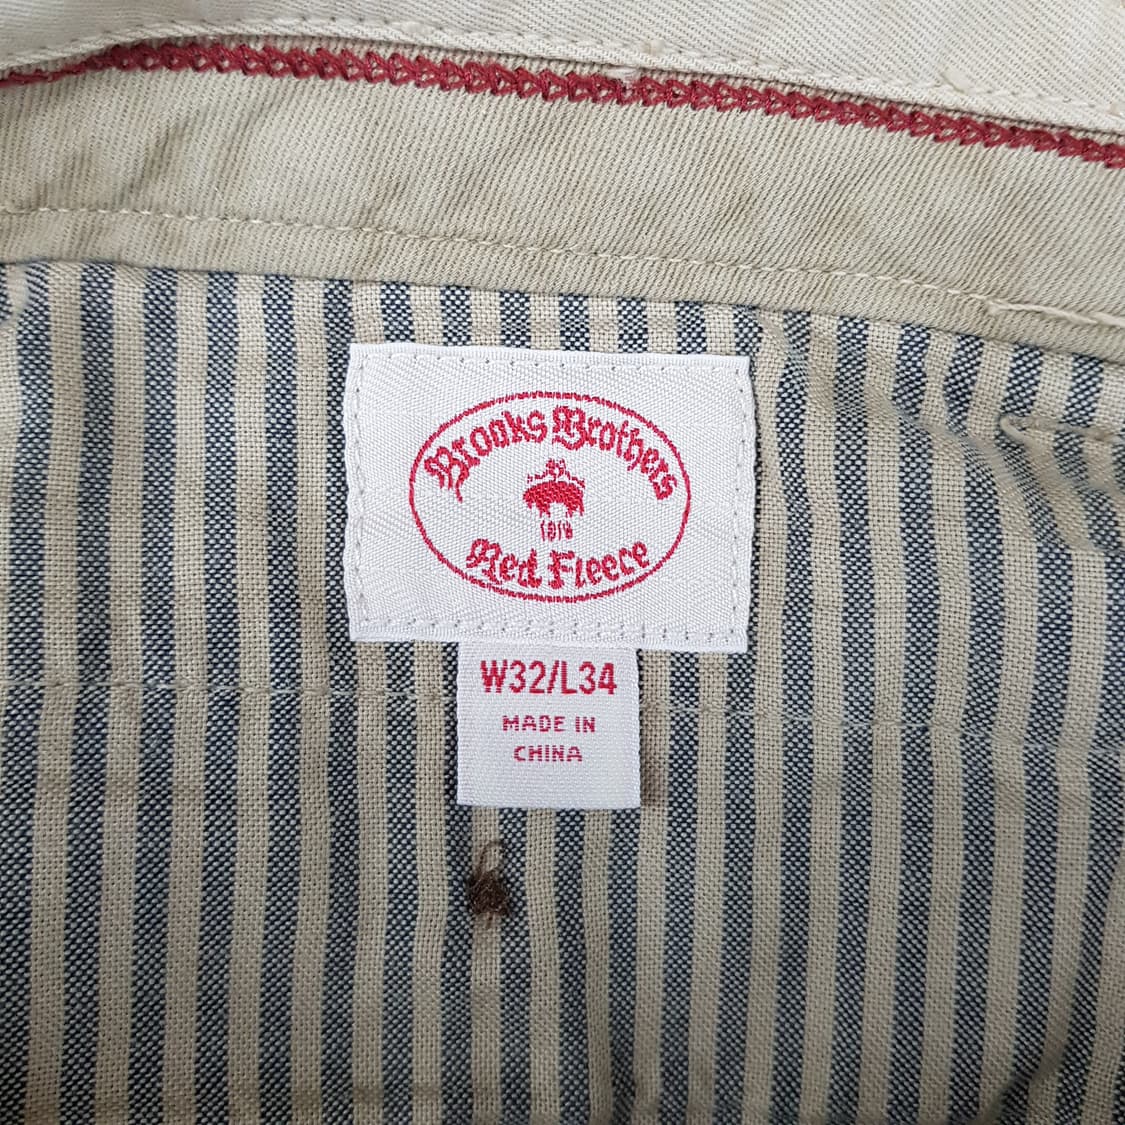 Brooks Brothers
1818
Red Fleece
W32/L34
MADE IN
CHINA